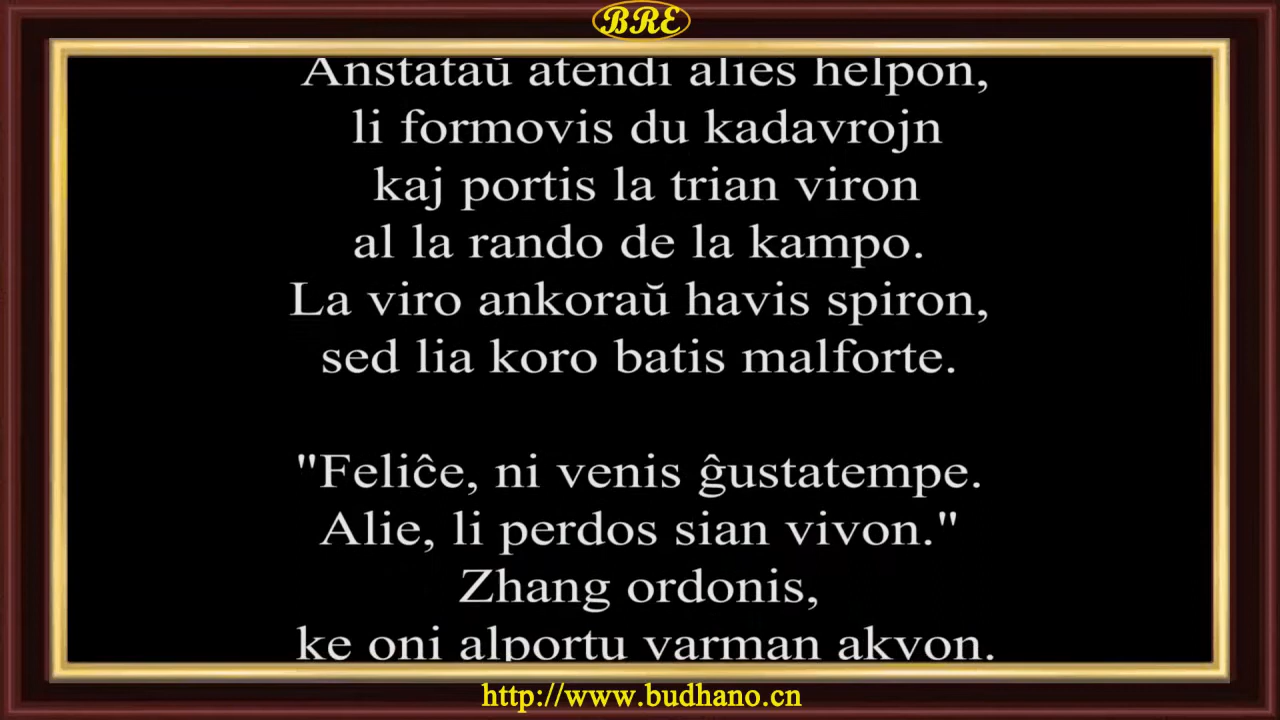 BRE
Anstataŭ atendi alies helpon,
li formovis du kadavrojn
kaj portis la trian viron
al la rando de la kampo.
La viro ankoraŭ havis spiron,
sed lia koro batis malforte.
"Feliĉe, ni venis ĝustatempe.
Alie, li perdos sian vivon."
Zhang ordonis,
ke oni alportu varman akvon.
http://www.budhano.cn